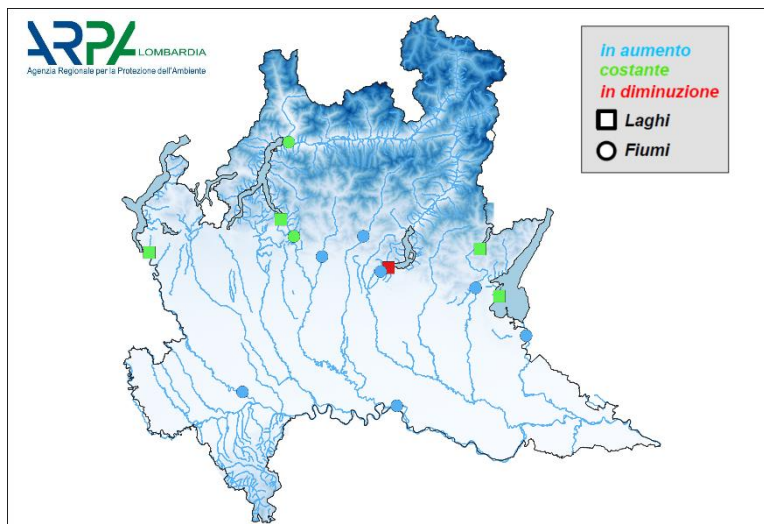 ARPA LOMBARDIA
Agenzia Regionale per la Protezione dell'Ambiente
in aumento
costante
in diminuzione
Laghi
Fiumi